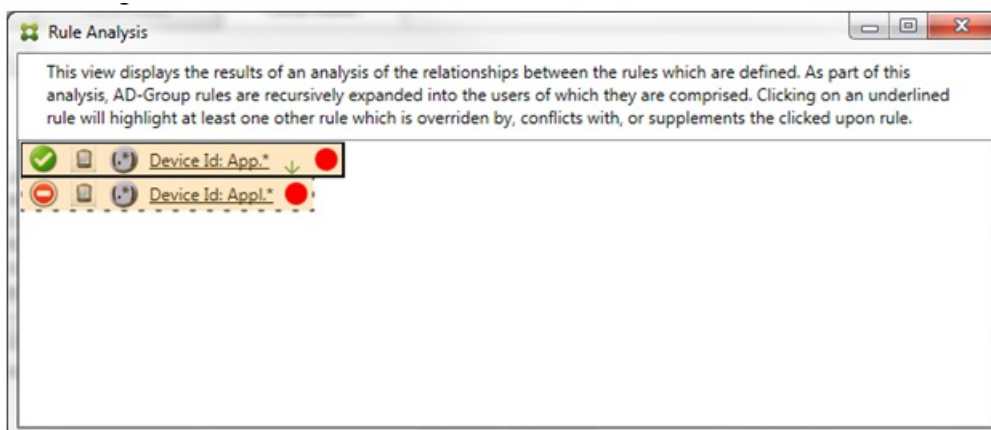 Rule Analysis
This view displays the results of an analysis of the relationships between the rules which are defined. As part of this
analysis, AD-Group rules are recursively expanded into the users of which they are comprised. Clicking on an underlined
rule will highlight at least one other rule which is overriden by, conflicts with, or supplements the clicked upon rule.
(.*) Device Id: App.*
(.*) Device Id: Appl.*